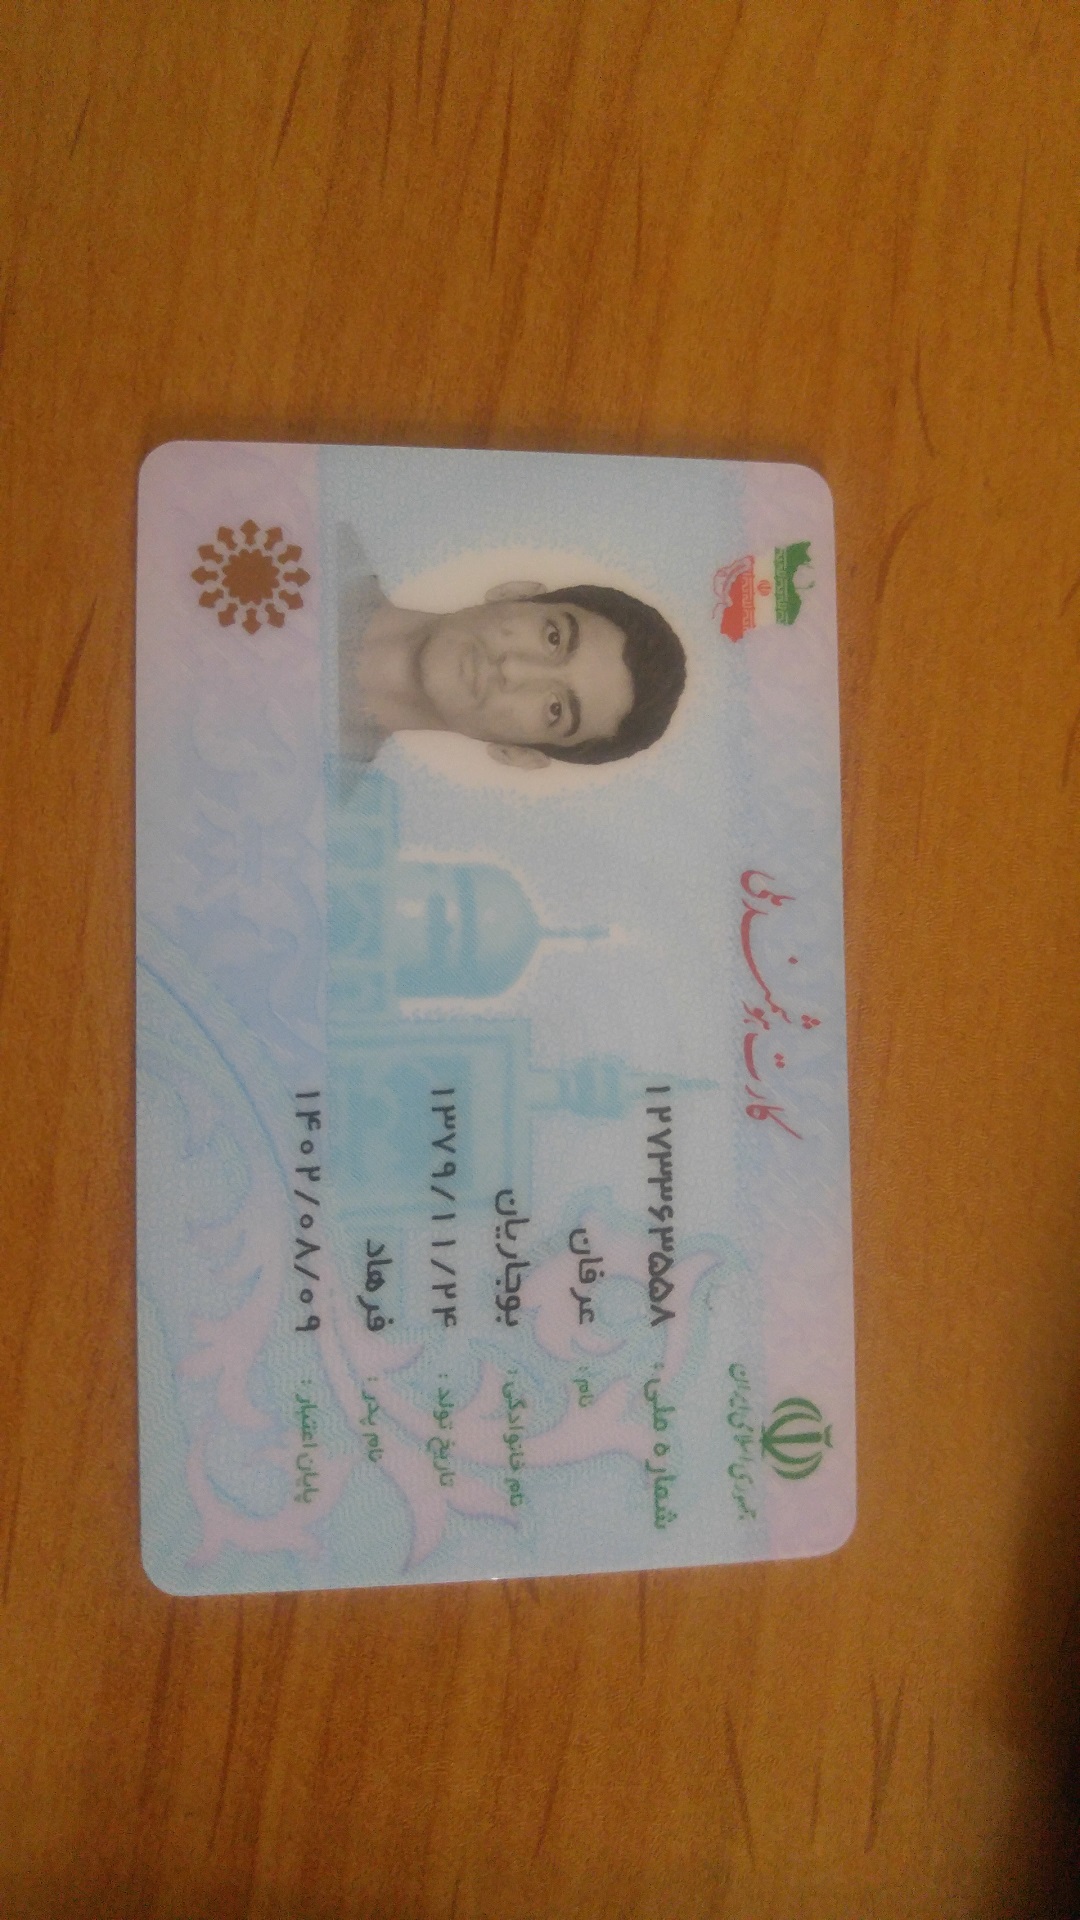 جمهوری اسلامی ایران
کارت هوشمند ملی
شماره ملی : ۱۲۷۳۳۶۳۵۵۸
نام : عرفان
نام خانوادگی : بوجاریان
تاریخ تولد : ۱۳۷۹/۱۱/۲۴
نام پدر : فرهاد
پایان اعتبار : ۱۴۰۲/۰۸/۰۹